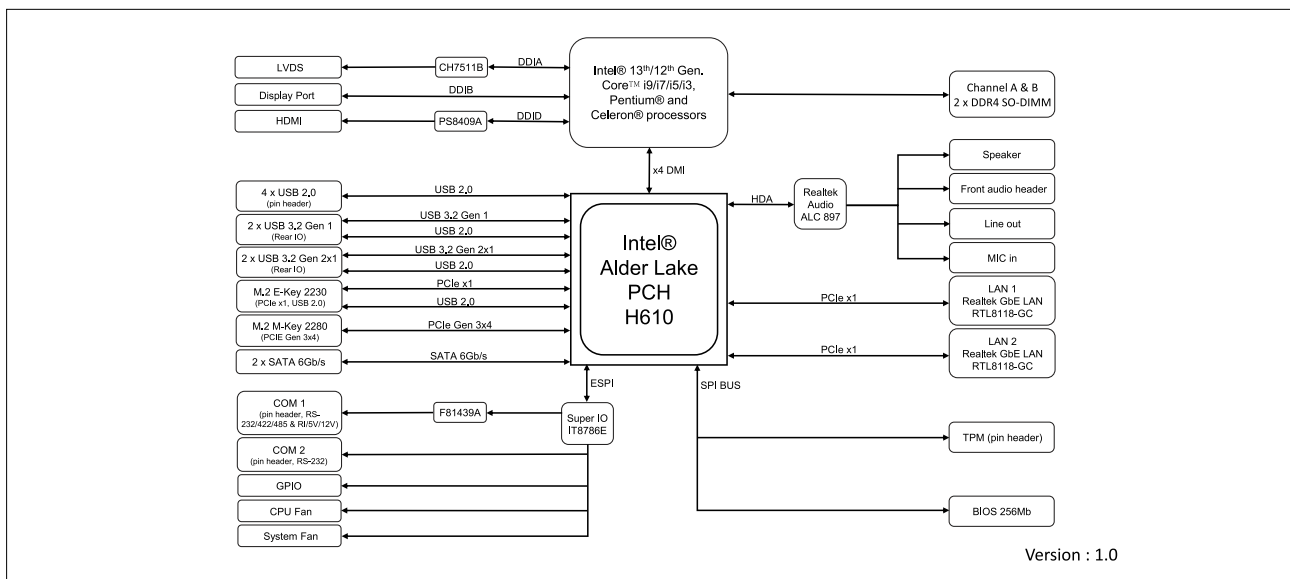 LVDS
CH7511B
DDIA
Display Port
DDIB
HDMI
PS8409A
DDID
Intel® 13th/12th Gen.
Core™ i9/i7/i5/i3,
Pentium® and
Celeron® processors
Channel A & B
2 x DDR4 SO-DIMM
x4 DMI
4 x USB 2.0
(pin header)
USB 2.0
2 x USB 3.2 Gen 1
(Rear IO)
USB 3.2 Gen 1
USB 2.0
2 x USB 3.2 Gen 2x1
(Rear IO)
USB 3.2 Gen 2x1
USB 2.0
M.2 E-Key 2230
(PCIe x1, USB 2.0)
PCIe x1
USB 2.0
M.2 M-Key 2280
(PCIE Gen 3x4)
PCIe Gen 3x4
2 x SATA 6Gb/s
SATA 6Gb/s
Intel®
Alder Lake
PCH
H610
HDA
Realtek
Audio
ALC 897
Speaker
Front audio header
Line out
MIC in
PCIe x1
LAN 1
Realtek GbE LAN
RTL8118-GC
PCIe x1
LAN 2
Realtek GbE LAN
RTL8118-GC
ESPI
SPI BUS
COM 1
(pin header, RS-
232/422/485 & RI/5V/12V)
F81439A
Super IO
IT8786E
COM 2
(pin header, RS-232)
GPIO
CPU Fan
System Fan
TPM (pin header)
BIOS 256Mb
Version : 1.0